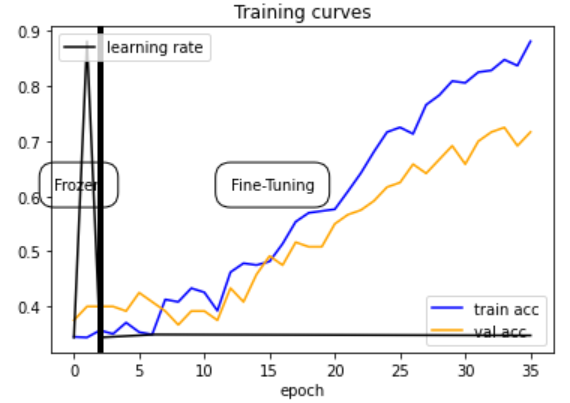 Training curves
0.9
0.8
0.7
0.6
0.5
0.4
learning rate
Frozen
Fine-Tuning
train acc
val acc
0 5 10 15 20 25 30 35
epoch